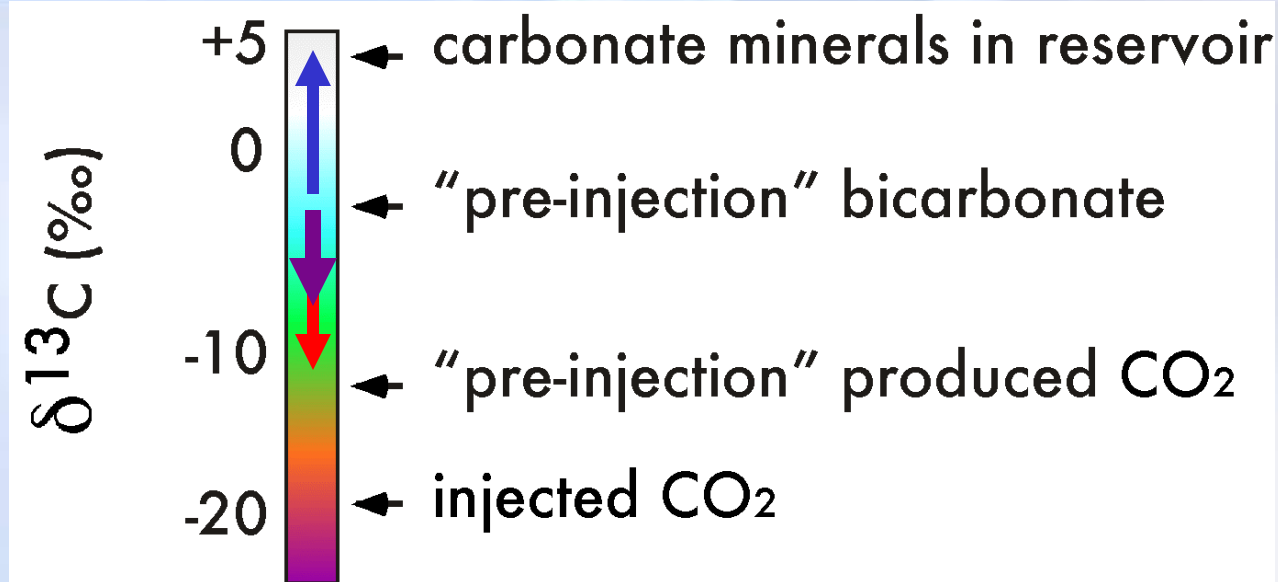 +5 carbonate minerals in reservoir
0
"pre-injection" bicarbonate
δ13C (‰)
-10
"pre-injection" produced CO2
-20 injected CO2